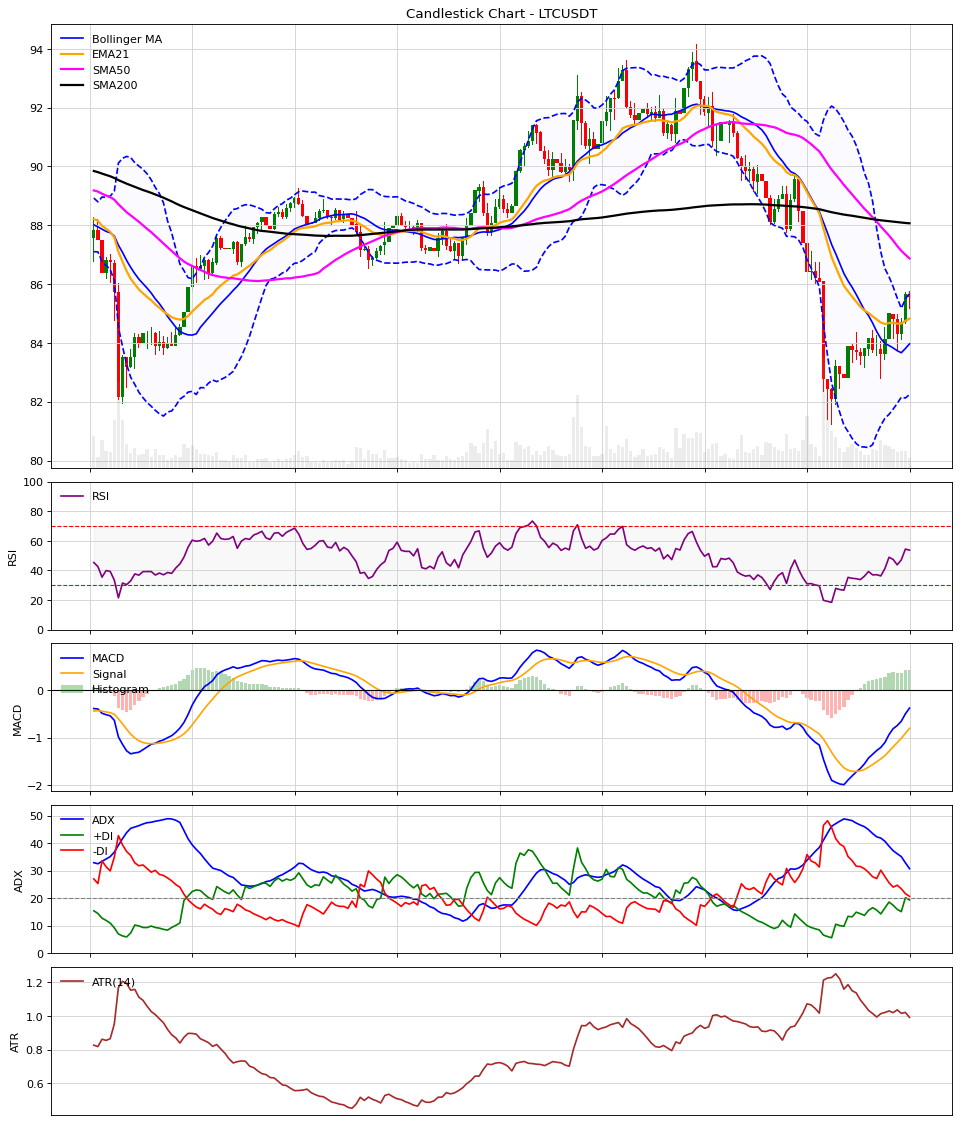 Candlestick Chart - LTCUSDT
Bollinger MA
EMA21
SMA50
SMA200
94
92
90
88
86
84
82
80
RSI
RSI
100
80
60
40
20
0
MACD
Signal
Histogram
MACD
0
−1
−2
ADX
+DI
-DI
ADX
50
40
30
20
10
0
ATR(14)
ATR
1.2
1.0
0.8
0.6